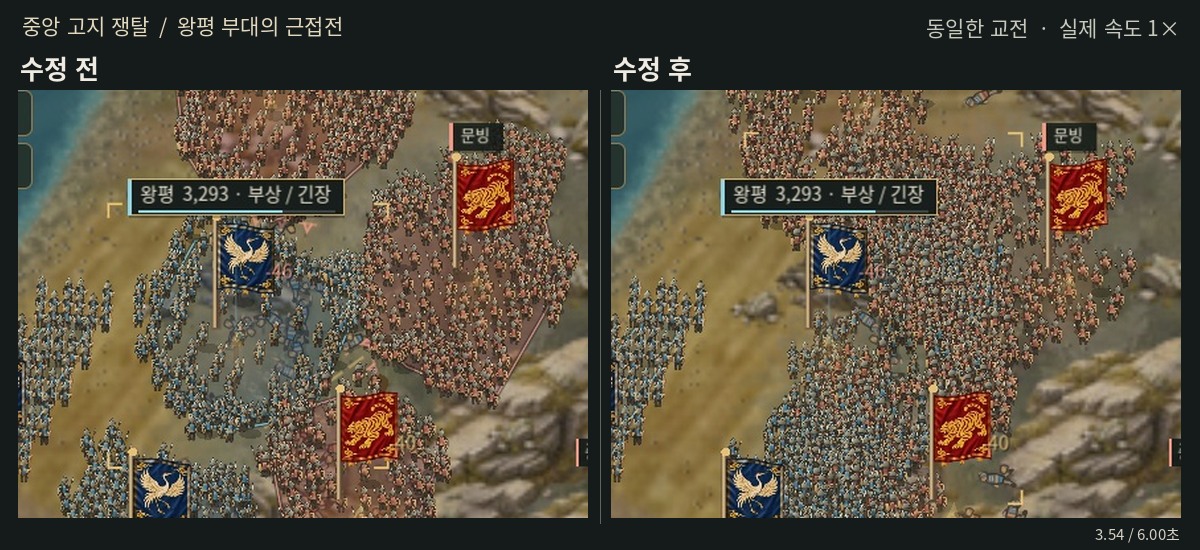 중앙 고지 쟁탈 / 왕평 부대의 근접전
동일한 교전 · 실제 속도 1×
수정 전
수정 후
문빙
왕평 3,293 · 부상 / 긴장
-46
-40
문빙
왕평 3,293 · 부상 / 긴장
-46
-40
3.54 / 6.00초